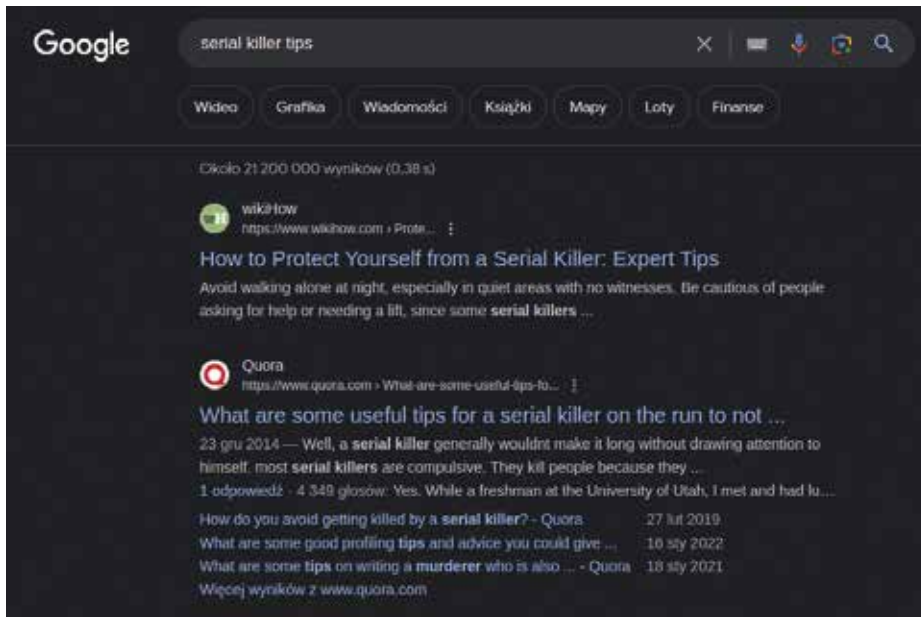 Google
serial killer tips
Wideo Grafika Wiadomości Książki Mapy Loty Finanse
Około 21 200 000 wyników (0,38 s)
wikiHow
https://www.wikihow.com › Prote...
How to Protect Yourself from a Serial Killer: Expert Tips
Avoid walking alone at night, especially in quiet areas with no witnesses. Be cautious of people
asking for help or needing a lift, since some serial killers ...
Quora
https://www.quora.com › What-are-some-useful-tips-fo...
What are some useful tips for a serial killer on the run to not ...
23 gru 2014 — Well, a serial killer generally wouldnt make it long without drawing attention to
himself. most serial killers are compulsive. They kill people because they ...
1 odpowiedź · 4 349 głosów: Yes. While a freshman at the University of Utah, I met and had lu...
How do you avoid getting killed by a serial killer? - Quora 27 lut 2019
What are some good profiling tips and advice you could give ... 16 sty 2022
What are some tips on writing a murderer who is also ... - Quora 18 sty 2021
Więcej wyników z www.quora.com